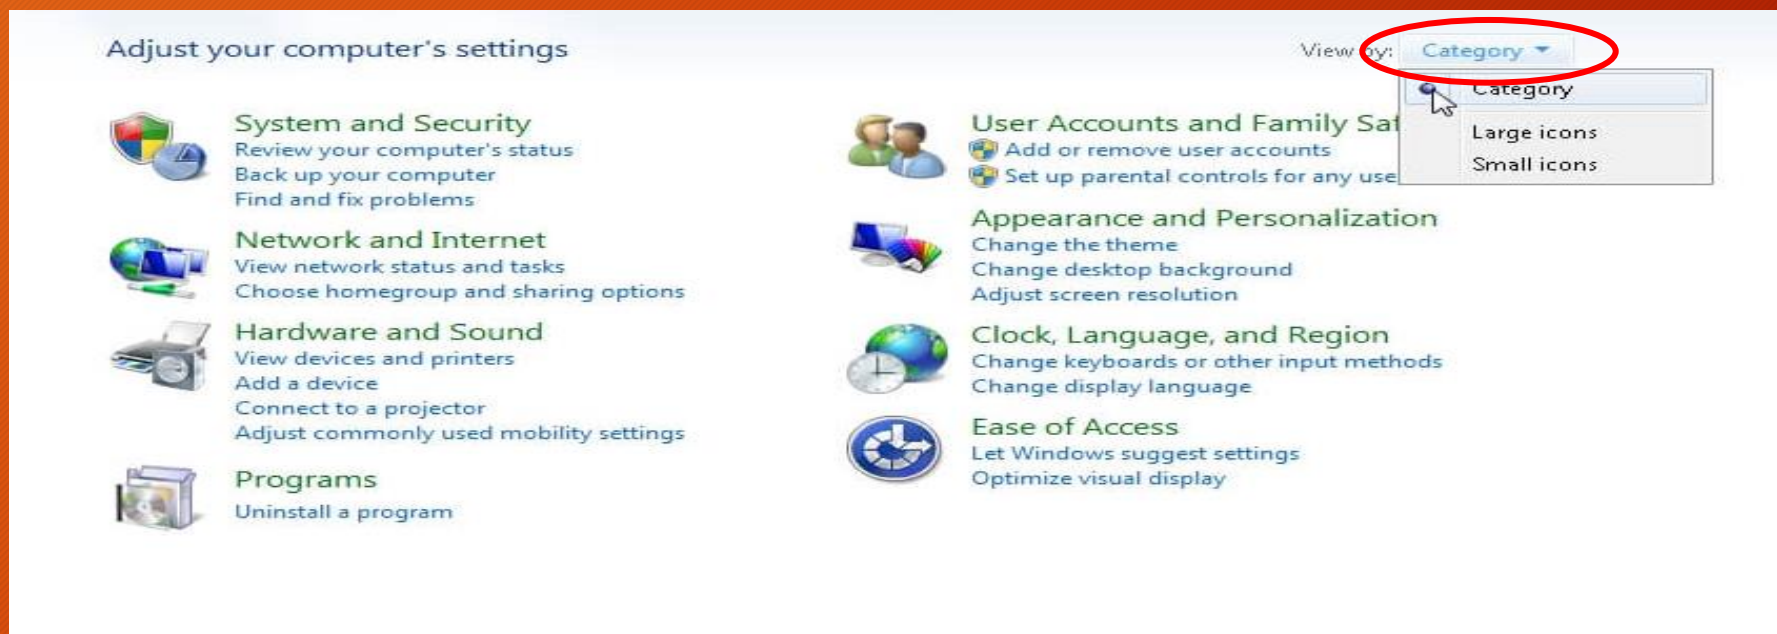 Adjust your computer's settings
View by: Category
Category
Large icons
Small icons
System and Security
Review your computer's status
Back up your computer
Find and fix problems
Network and Internet
View network status and tasks
Choose homegroup and sharing options
Hardware and Sound
View devices and printers
Add a device
Connect to a projector
Adjust commonly used mobility settings
Programs
Uninstall a program
User Accounts and Family
Add or remove user accounts
Set up parental controls for any
Appearance and Personalization
Change the theme
Change desktop background
Adjust screen resolution
Clock, Language, and Region
Change keyboards or other input methods
Change display language
Ease of Access
Let Windows suggest settings
Optimize visual display